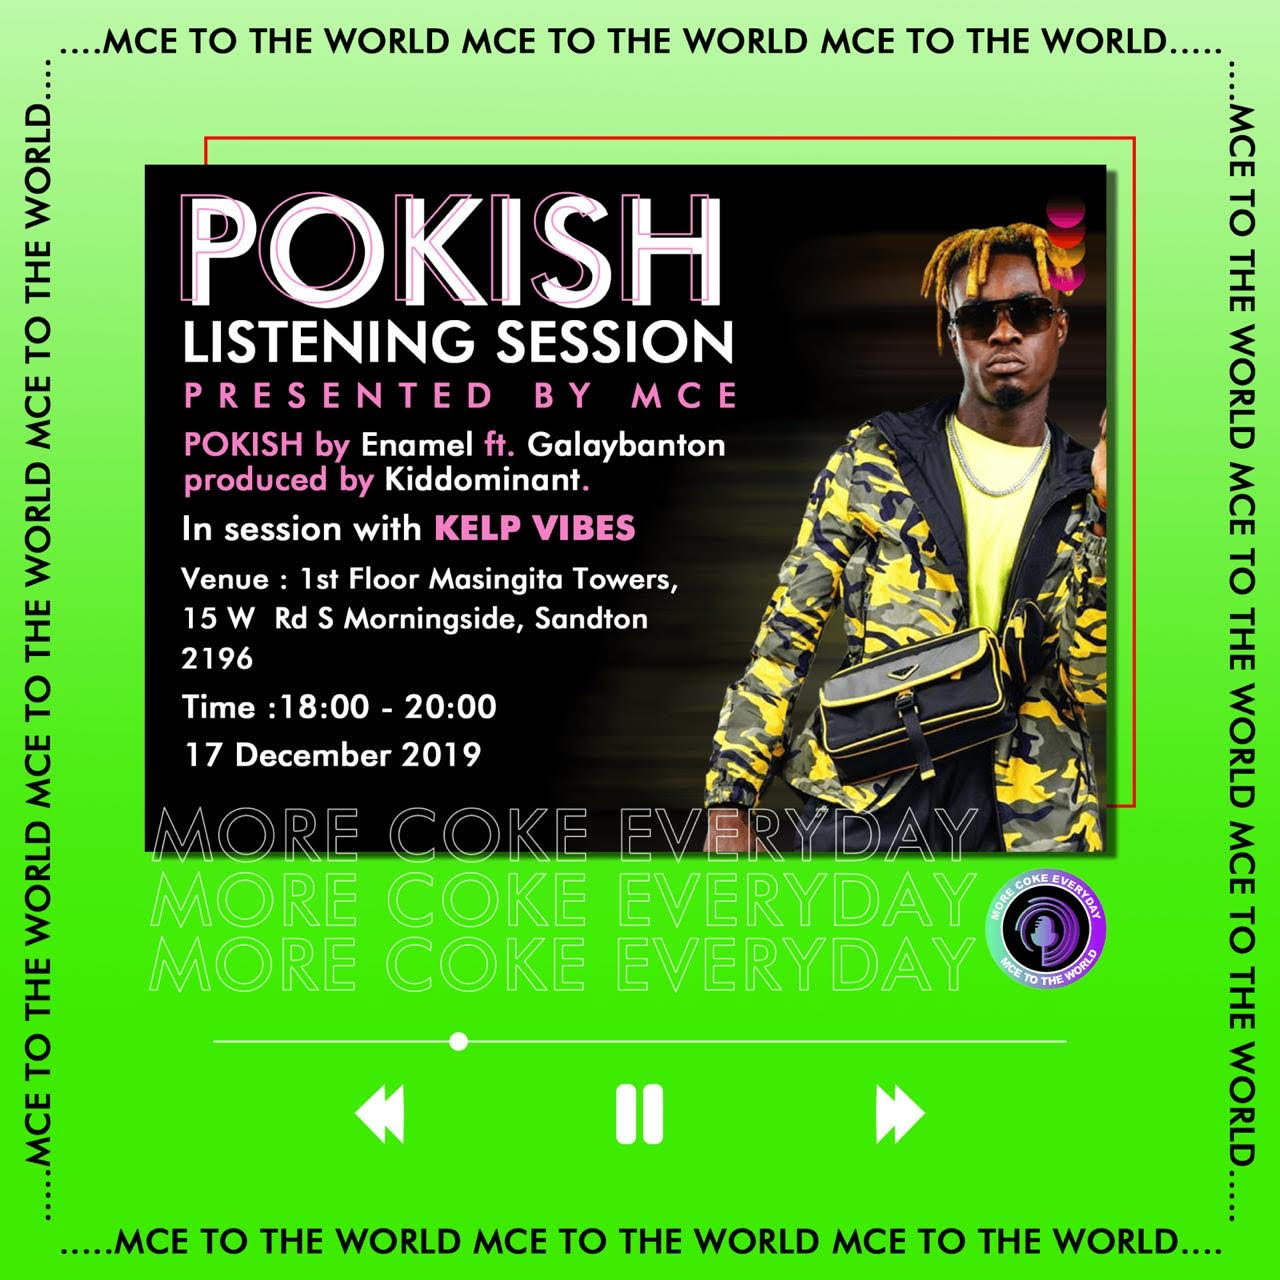 ....MCE TO THE WORLD MCE TO THE WORLD MCE TO THE WORLD.....
.....MCE TO THE WORLD MCE TO THE WORLD MCE TO THE WORLD....
....MCE TO THE WORLD MCE TO THE WORLD MCE TO THE WORLD.....
POKISH
LISTENING SESSION
PRESENTED BY MCE
POKISH by Enamel ft. Galaybanton
produced by Kiddominant.
In session with KELP VIBES
Venue : 1st Floor Masingita Towers,
15 W Rd S Morningside, Sandton
2196
Time :18:00 - 20:00
17 December 2019
MORE COKE EVERYDAY
MORE COKE EVERYDAY
MORE COKE EVERYDAY
MORE COKE EVERYDAY
MCE TO THE WORLD
.....MCE TO THE WORLD MCE TO THE WORLD MCE TO THE WORLD....